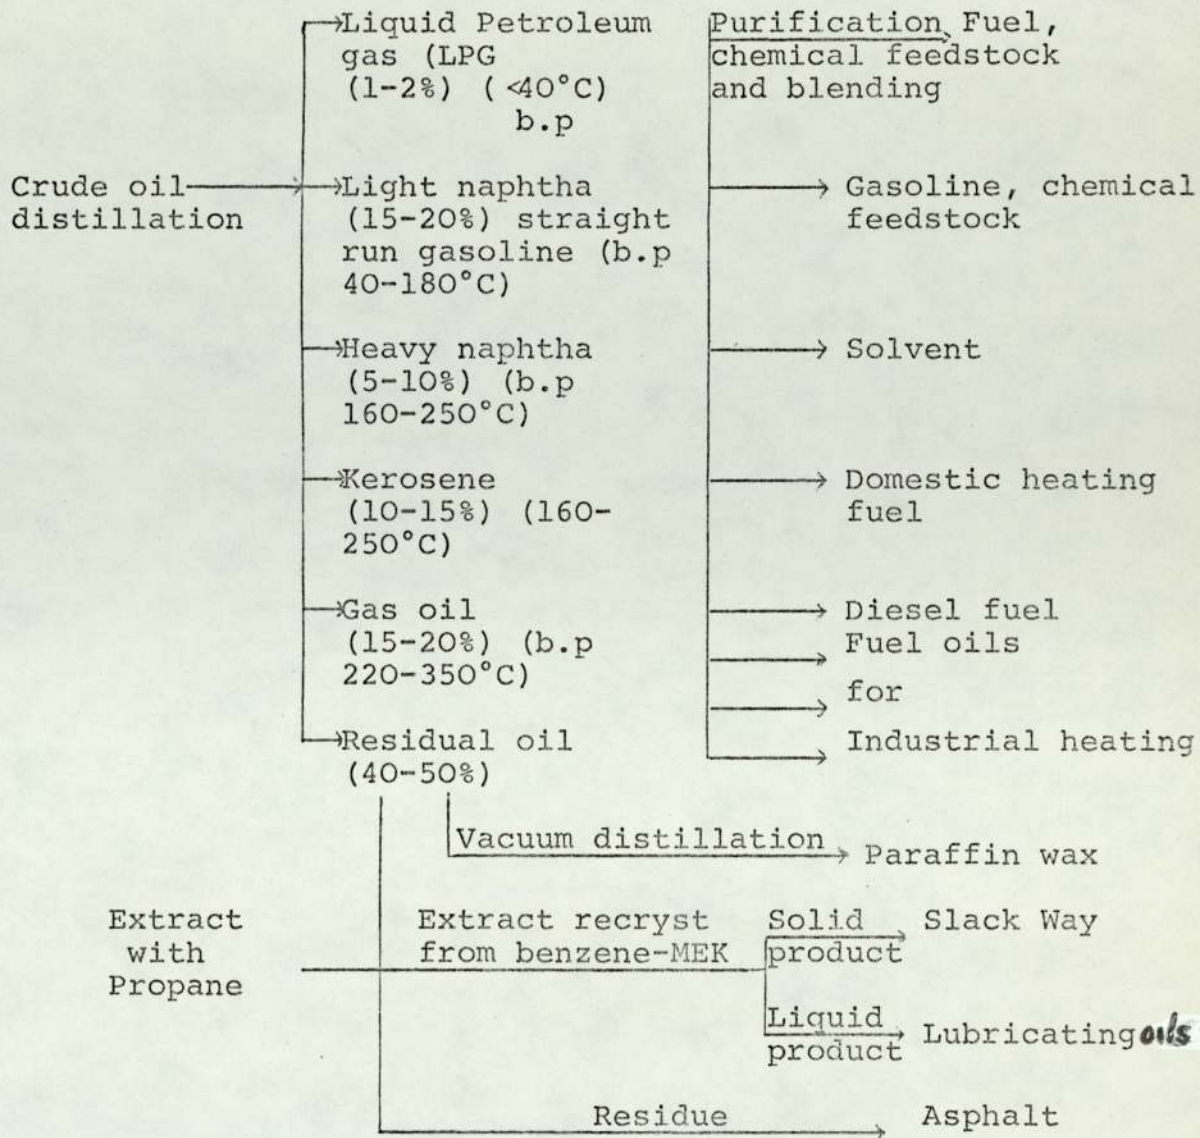 Liquid Petroleum
gas (LPG
(1-2%) ( <40°C)
b.p
Purification Fuel,
chemical feedstock
and blending
Crude oil
distillation
Light naphtha
(15-20%) straight
run gasoline (b.p
40-180°C)
Gasoline, chemical
feedstock
Heavy naphtha
(5-10%) (b.p
160-250°C)
Solvent
Kerosene
(10-15%) (160-
250°C)
Domestic heating
fuel
Gas oil
(15-20%) (b.p
220-350°C)
Diesel fuel
Fuel oils
for
Industrial heating
Residual oil
(40-50%)
Vacuum distillation
Paraffin wax
Extract
with
Propane
Extract recryst
from benzene-MEK
Solid
product
Slack Way
Liquid
product
Lubricating oils
Residue
Asphalt